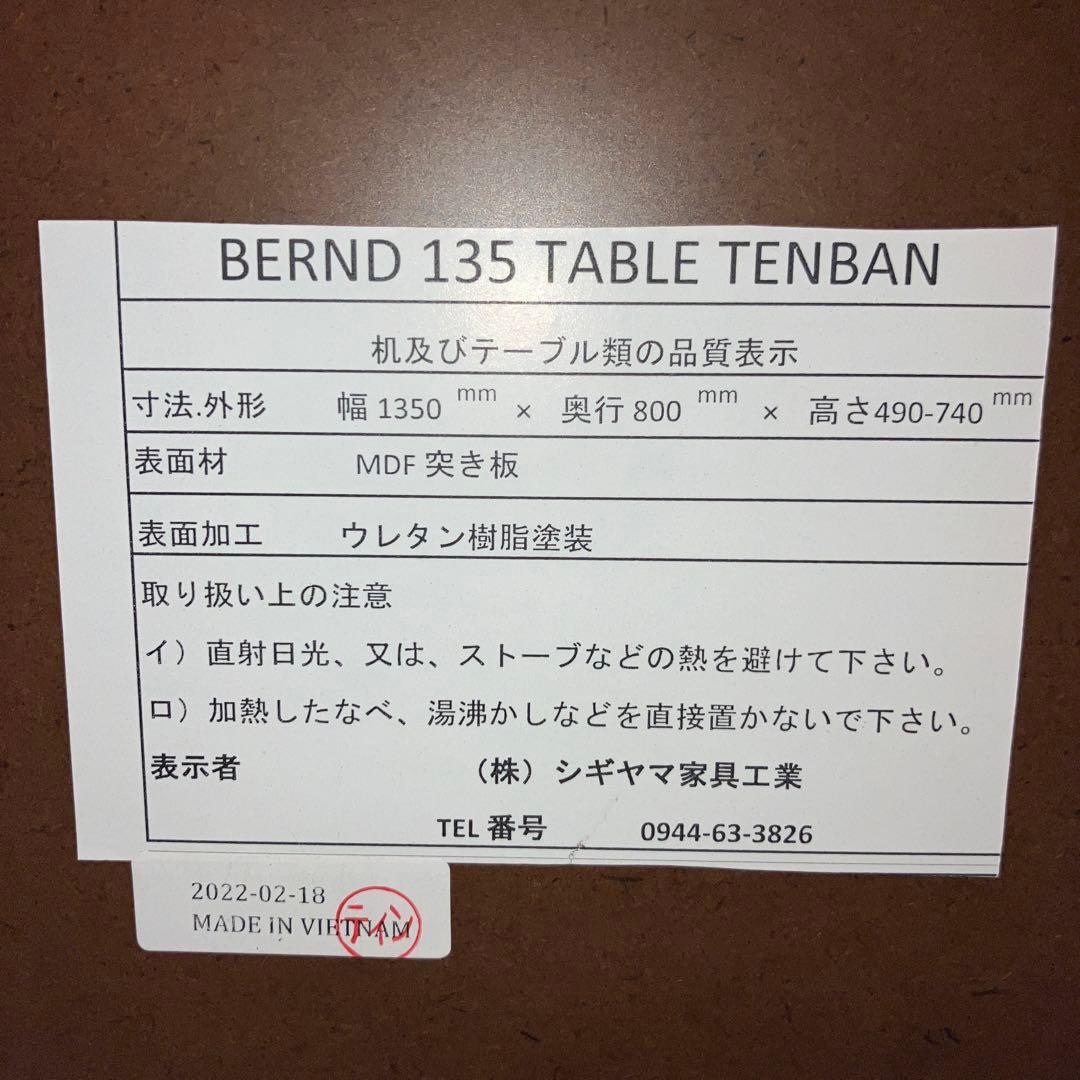 BERND 135 TABLE TENBAN
机及びテーブル類の品質表示
寸法.外形 幅 1350 mm × 奥行 800 mm × 高さ490-740 mm
表面材 MDF 突き板
表面加工 ウレタン樹脂塗装
取り扱い上の注意
イ）直射日光、又は、ストーブなどの熱を避けて下さい。
ロ）加熱したなべ、湯沸かしなどを直接置かないで下さい。
表示者 （株）シギヤマ家具工業
TEL 番号 0944-63-3826
2022-02-18
MADE IN VIETNAM
ティン